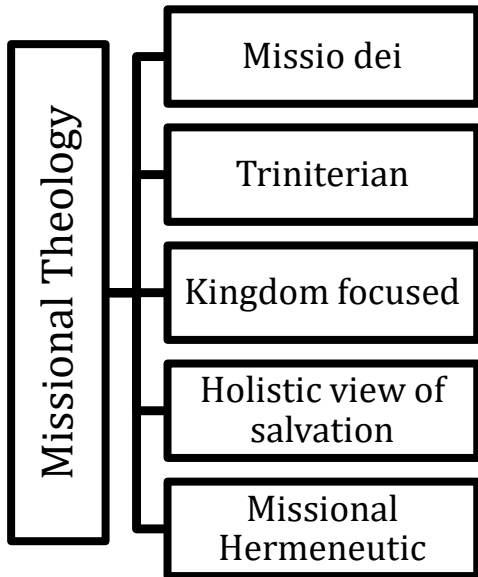 Missional Theology
Missio dei
Triniterian
Kingdom focused
Holistic view of
salvation
Missional
Hermeneutic